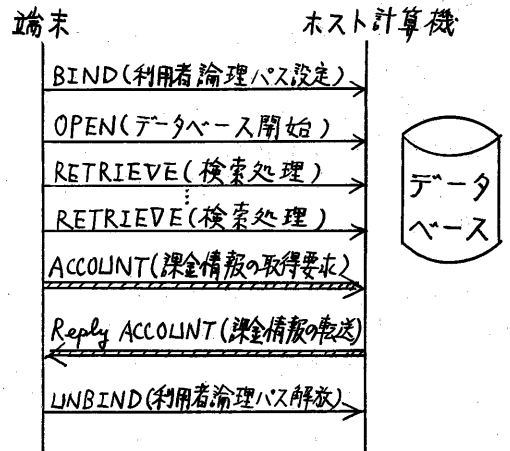 端末
ホスト計算機
BIND(利用者論理パス設定)
OPEN(データベース開始)
RETRIEVE(検索処理)
RETRIEVE(検索処理)
データ
ベース
ACCOUNT(課金情報の取得要求)
Reply ACCOUNT(課金情報の転送)
UNBIND(利用者論理パス解放)